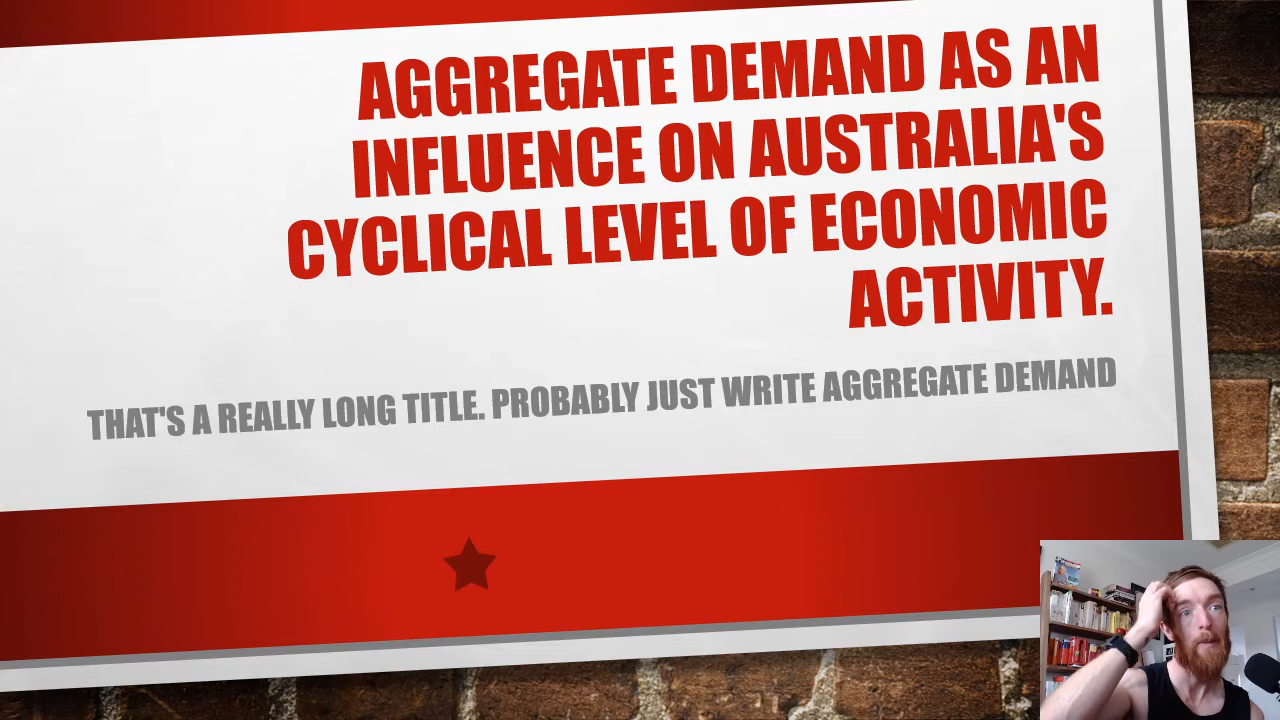 AGGREGATE DEMAND AS AN
INFLUENCE ON AUSTRALIA'S
CYCLICAL LEVEL OF ECONOMIC
ACTIVITY.
THAT'S A REALLY LONG TITLE. PROBABLY JUST WRITE AGGREGATE DEMAND